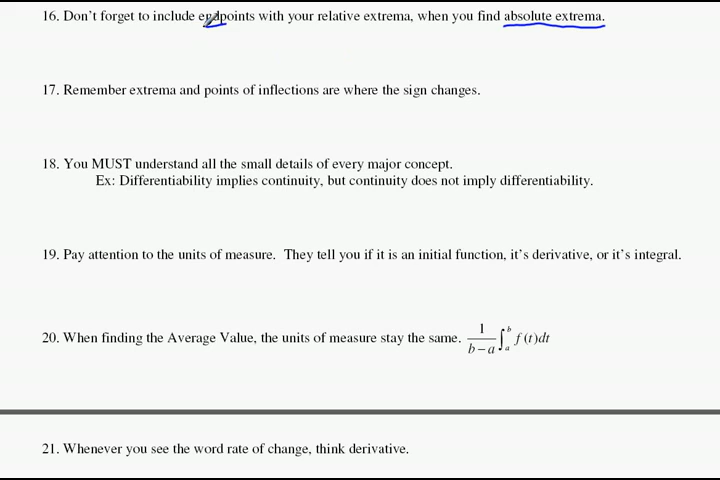 16. Don't forget to include endpoints with your relative extrema, when you find absolute extrema.
17. Remember extrema and points of inflections are where the sign changes.
18. You MUST understand all the small details of every major concept.
Ex: Differentiability implies continuity, but continuity does not imply differentiability.
19. Pay attention to the units of measure.  They tell you if it is an initial function, it's derivative, or it's integral.
20. When finding the Average Value, the units of measure stay the same. 1/(b−a) ∫_a^b f(t)dt
21. Whenever you see the word rate of change, think derivative.